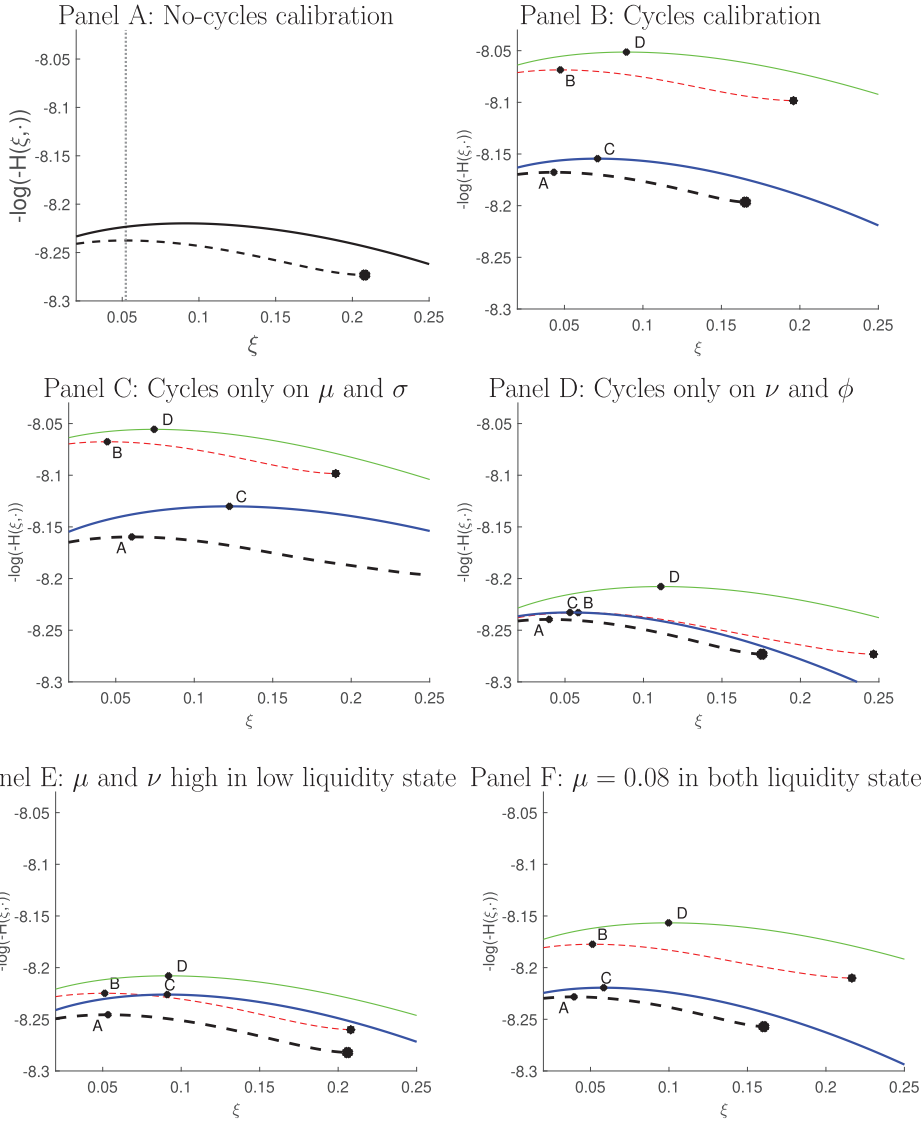 Panel A: No-cycles calibration
-8.05
-8.1
-8.15
-8.2
-8.25
-8.3
-log(-H(ξ,·))
0.05 0.1 0.15 0.2 0.25
ξ
Panel B: Cycles calibration
-8.05
-8.1
-8.15
-8.2
-8.25
-8.3
-log(-H(ξ,·))
D
B
C
A
0.05 0.1 0.15 0.2 0.25
ξ
Panel C: Cycles only on μ and σ
-8.05
-8.1
-8.15
-8.2
-8.25
-8.3
-log(-H(ξ,·))
D
B
C
A
0.05 0.1 0.15 0.2 0.25
ξ
Panel D: Cycles only on ν and φ
-8.05
-8.1
-8.15
-8.2
-8.25
-8.3
-log(-H(ξ,·))
D
C B
A
0.05 0.1 0.15 0.2 0.25
ξ
nel E: μ and ν high in low liquidity state
-8.05
-8.1
-8.15
-8.2
-8.25
-8.3
-log(-H(ξ,·))
D
B
C
A
0.05 0.1 0.15 0.2 0.25
ξ
Panel F: μ = 0.08 in both liquidity state
-8.05
-8.1
-8.15
-8.2
-8.25
-8.3
-log(-H(ξ,·))
D
B
C
A
0.05 0.1 0.15 0.2 0.25
ξ